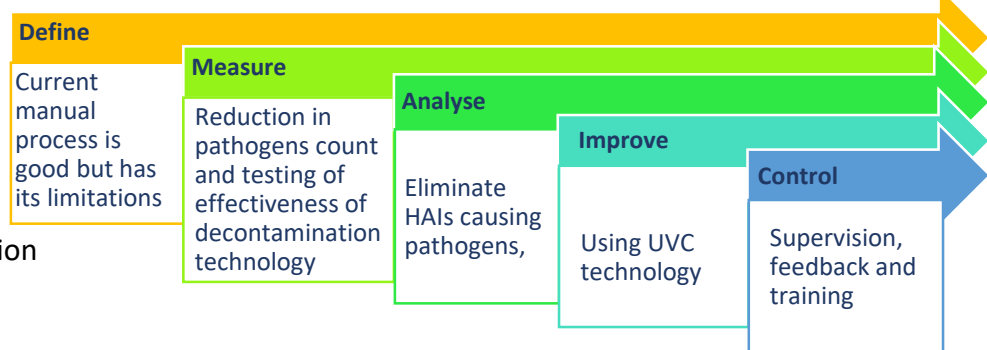 Define
Current
manual
process is
good but has
its limitations
Measure
Reduction in
pathogens count
and testing of
effectiveness of
decontamination
technology
Analyse
Eliminate
HAIs causing
pathogens,
Improve
Using UVC
technology
Control
Supervision,
feedback and
training